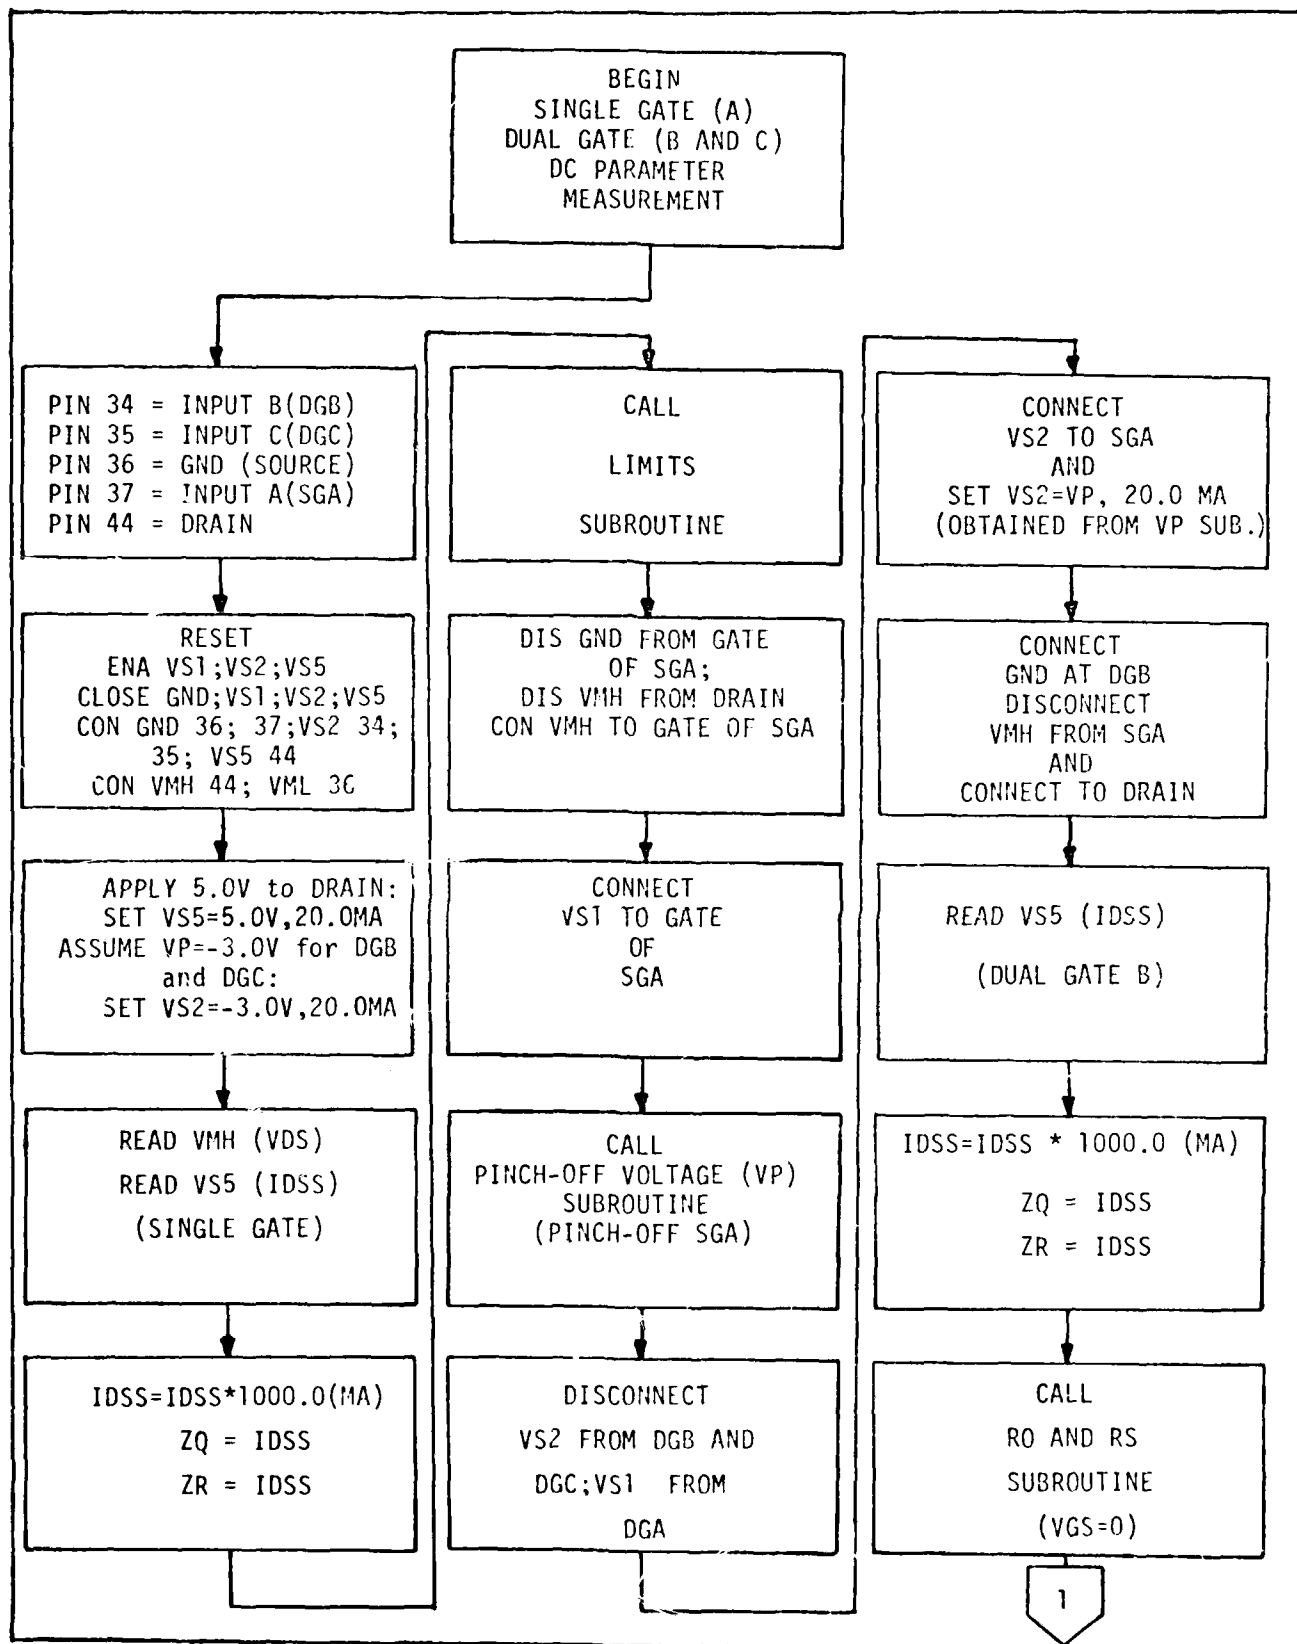 BEGIN
SINGLE GATE (A)
DUAL GATE (B AND C)
DC PARAMETER
MEASUREMENT
PIN 34 = INPUT B(DGB)
PIN 35 = INPUT C(DGC)
PIN 36 = GND (SOURCE)
PIN 37 = INPUT A(SGA)
PIN 44 = DRAIN
RESET
ENA VS1;VS2;VS5
CLOSE GND;VS1;VS2;VS5
CON GND 36; 37;VS2 34;
35; VS5 44
CON VMH 44; VML 36
APPLY 5.0V to DRAIN:
SET VS5=5.0V,20.0MA
ASSUME VP=-3.0V for DGB
and DGC:
SET VS2=-3.0V,20.0MA
READ VMH (VDS)
READ VS5 (IDSS)
(SINGLE GATE)
IDSS=IDSS*1000.0(MA)
ZQ = IDSS
ZR = IDSS
CALL
LIMITS
SUBROUTINE
DIS GND FROM GATE
OF SGA;
DIS VMH FROM DRAIN
CON VMH TO GATE OF SGA
CONNECT
VS1 TO GATE
OF
SGA
CALL
PINCH-OFF VOLTAGE (VP)
SUBROUTINE
(PINCH-OFF SGA)
DISCONNECT
VS2 FROM DGB AND
DGC;VS1 FROM
DGA
CONNECT
VS2 TO SGA
AND
SET VS2=VP, 20.0 MA
(OBTAINED FROM VP SUB.)
CONNECT
GND AT DGB
DISCONNECT
VMH FROM SGA
AND
CONNECT TO DRAIN
READ VS5 (IDSS)
(DUAL GATE B)
IDSS=IDSS * 1000.0 (MA)
ZQ = IDSS
ZR = IDSS
CALL
RO AND RS
SUBROUTINE
(VGS=0)
1